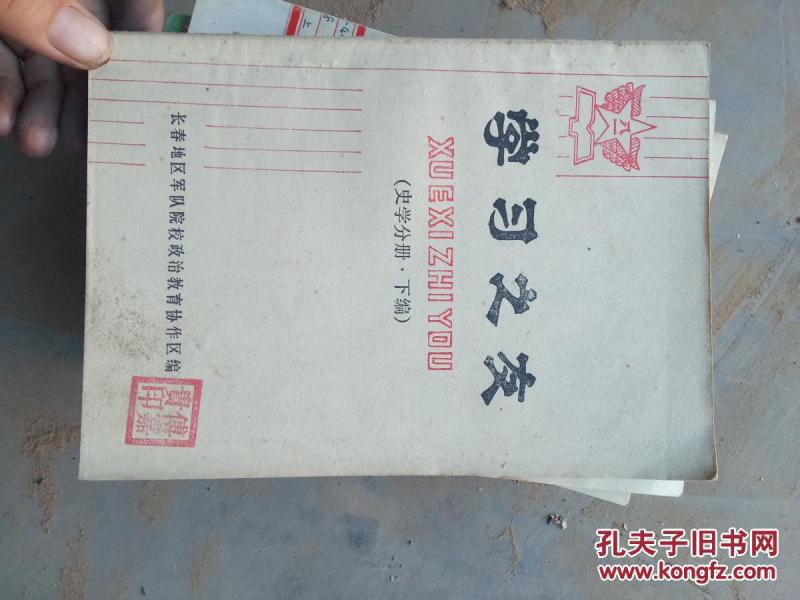 学习之友
XUEXI ZHI YOU
(史学分册·下编)
长春地区军队院校政治教育协作区编
八一
孔夫子旧书网
www.kongfz.com